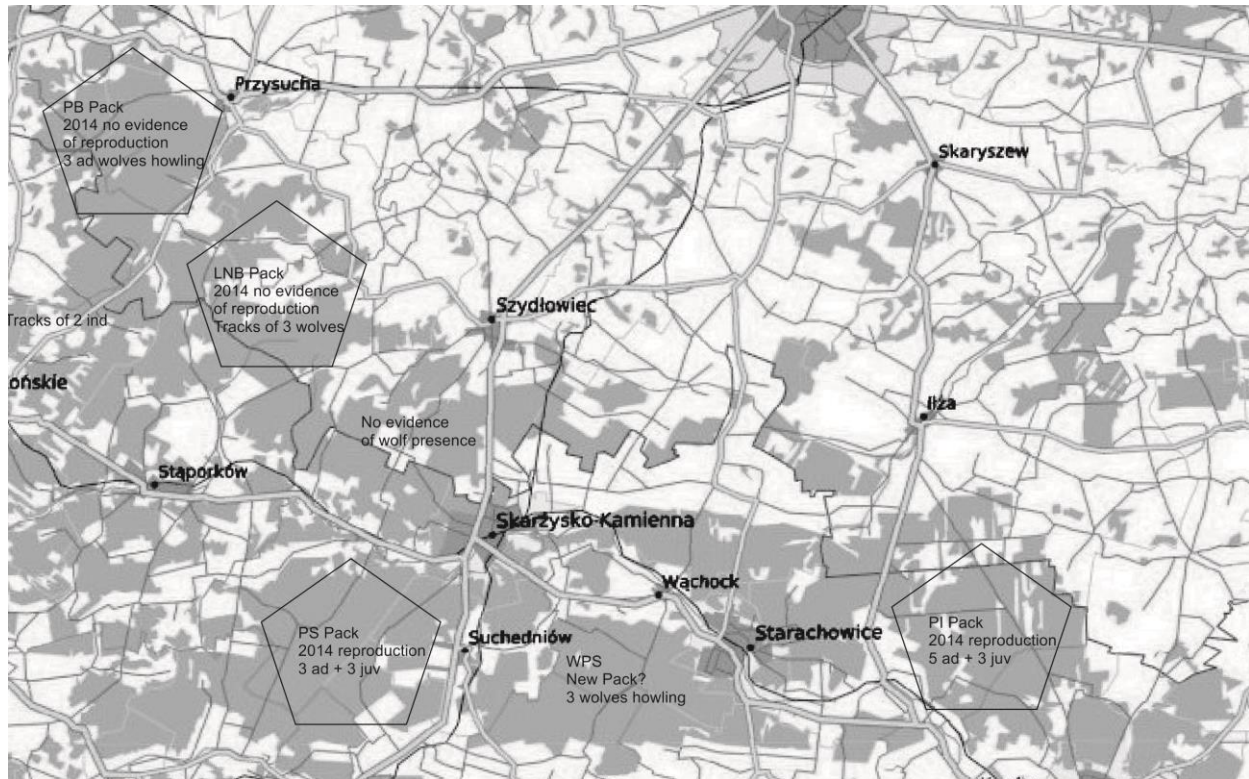 Przysucha
PB Pack
2014 no evidence
of reproduction
3 ad wolves howling
Skaryszew
LNB Pack
2014 no evidence
of reproduction
Tracks of 3 wolves
Szydłowiec
Tracks of 2 ind
ońskie
Iłża
No evidence
of wolf presence
Stąporków
Skarżysko-Kamienna
Wąchock
PS Pack
2014 reproduction
3 ad + 3 juv
Suchedniów
WPS
New Pack?
3 wolves howling
Starachowice
PI Pack
2014 reproduction
5 ad + 3 juv